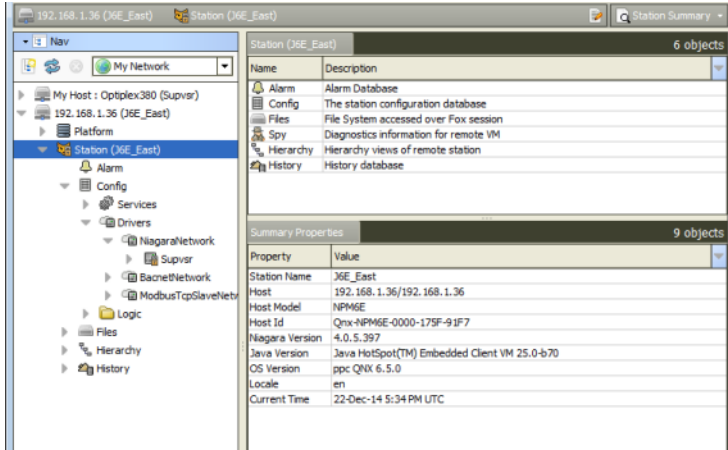 192.168.1.36 (J6E_East) Station (J6E_East) Station Summary
Nav
My Network
My Host : Optiplex380 (Supvsr)
192.168.1.36 (J6E_East)
Platform
Station (J6E_East)
Alarm
Config
Services
Drivers
NiagaraNetwork
Supvsr
BacnetNetwork
ModbusTcpSlaveNetw
Logic
Files
Hierarchy
History
Station (J6E_East) 6 objects
Name Description
Alarm Alarm Database
Config The station configuration database
Files File System accessed over Fox session
Spy Diagnostics information for remote VM
Hierarchy Hierarchy views of remote station
History History database
Summary Properties 9 objects
Property Value
Station Name J6E_East
Host 192.168.1.36/192.168.1.36
Host Model NPM6E
Host Id Qnx-NPM6E-0000-175F-91F7
Niagara Version 4.0.5.397
Java Version Java HotSpot(TM) Embedded Client VM 25.0-b70
OS Version ppc QNX 6.5.0
Locale en
Current Time 22-Dec-14 5:34 PM UTC